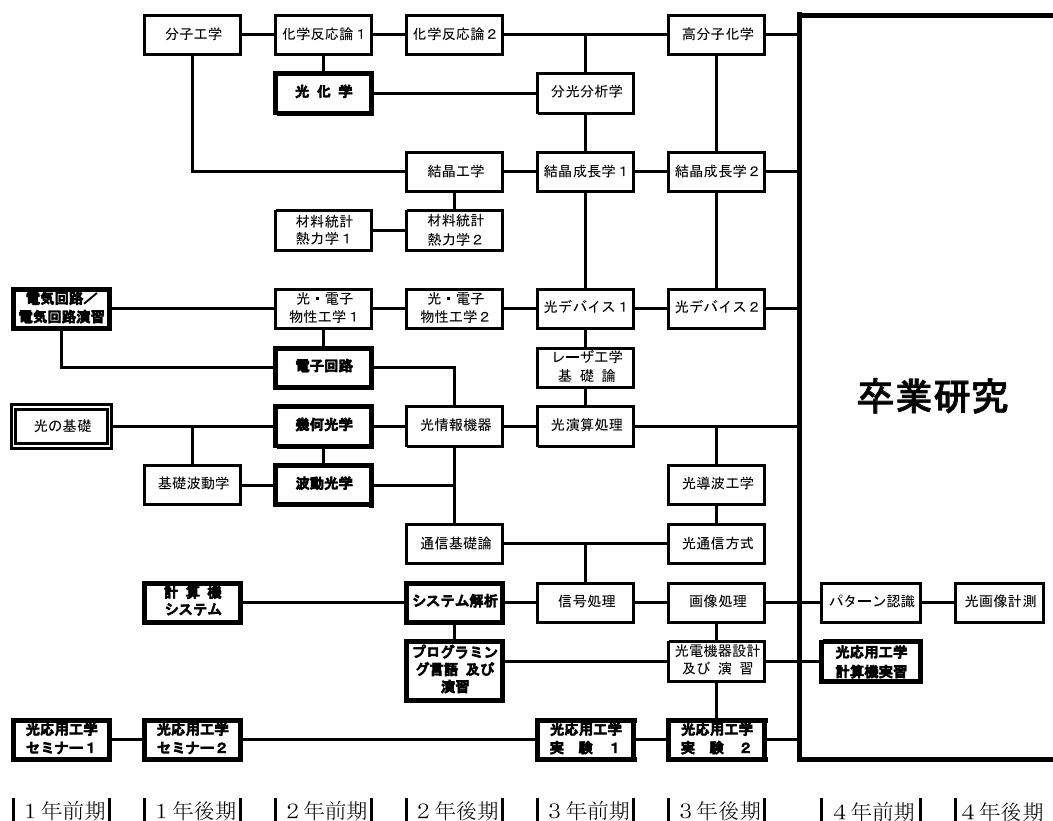 分子工学
化学反応論１
化学反応論２
高分子化学
光 化 学
分光分析学
結晶工学
結晶成長学１
結晶成長学２
材料統計
熱力学１
材料統計
熱力学２
電気回路／
電気回路演習
光・電子
物性工学１
光・電子
物性工学２
光デバイス１
光デバイス２
電子回路
レーザ工学
基 礎 論
卒業研究
光の基礎
幾何光学
光情報機器
光演算処理
基礎波動学
波動光学
光導波工学
通信基礎論
光通信方式
計 算 機
システム
システム解析
信号処理
画像処理
パターン認識
光画像計測
プログラミン
グ言語 及び
演習
光電機器設計
及び 演 習
光応用工学
計算機実習
光応用工学
セミナー１
光応用工学
セミナー２
光応用工学
実 験 １
光応用工学
実 験 ２
１年前期
１年後期
２年前期
２年後期
３年前期
３年後期
４年前期
４年後期